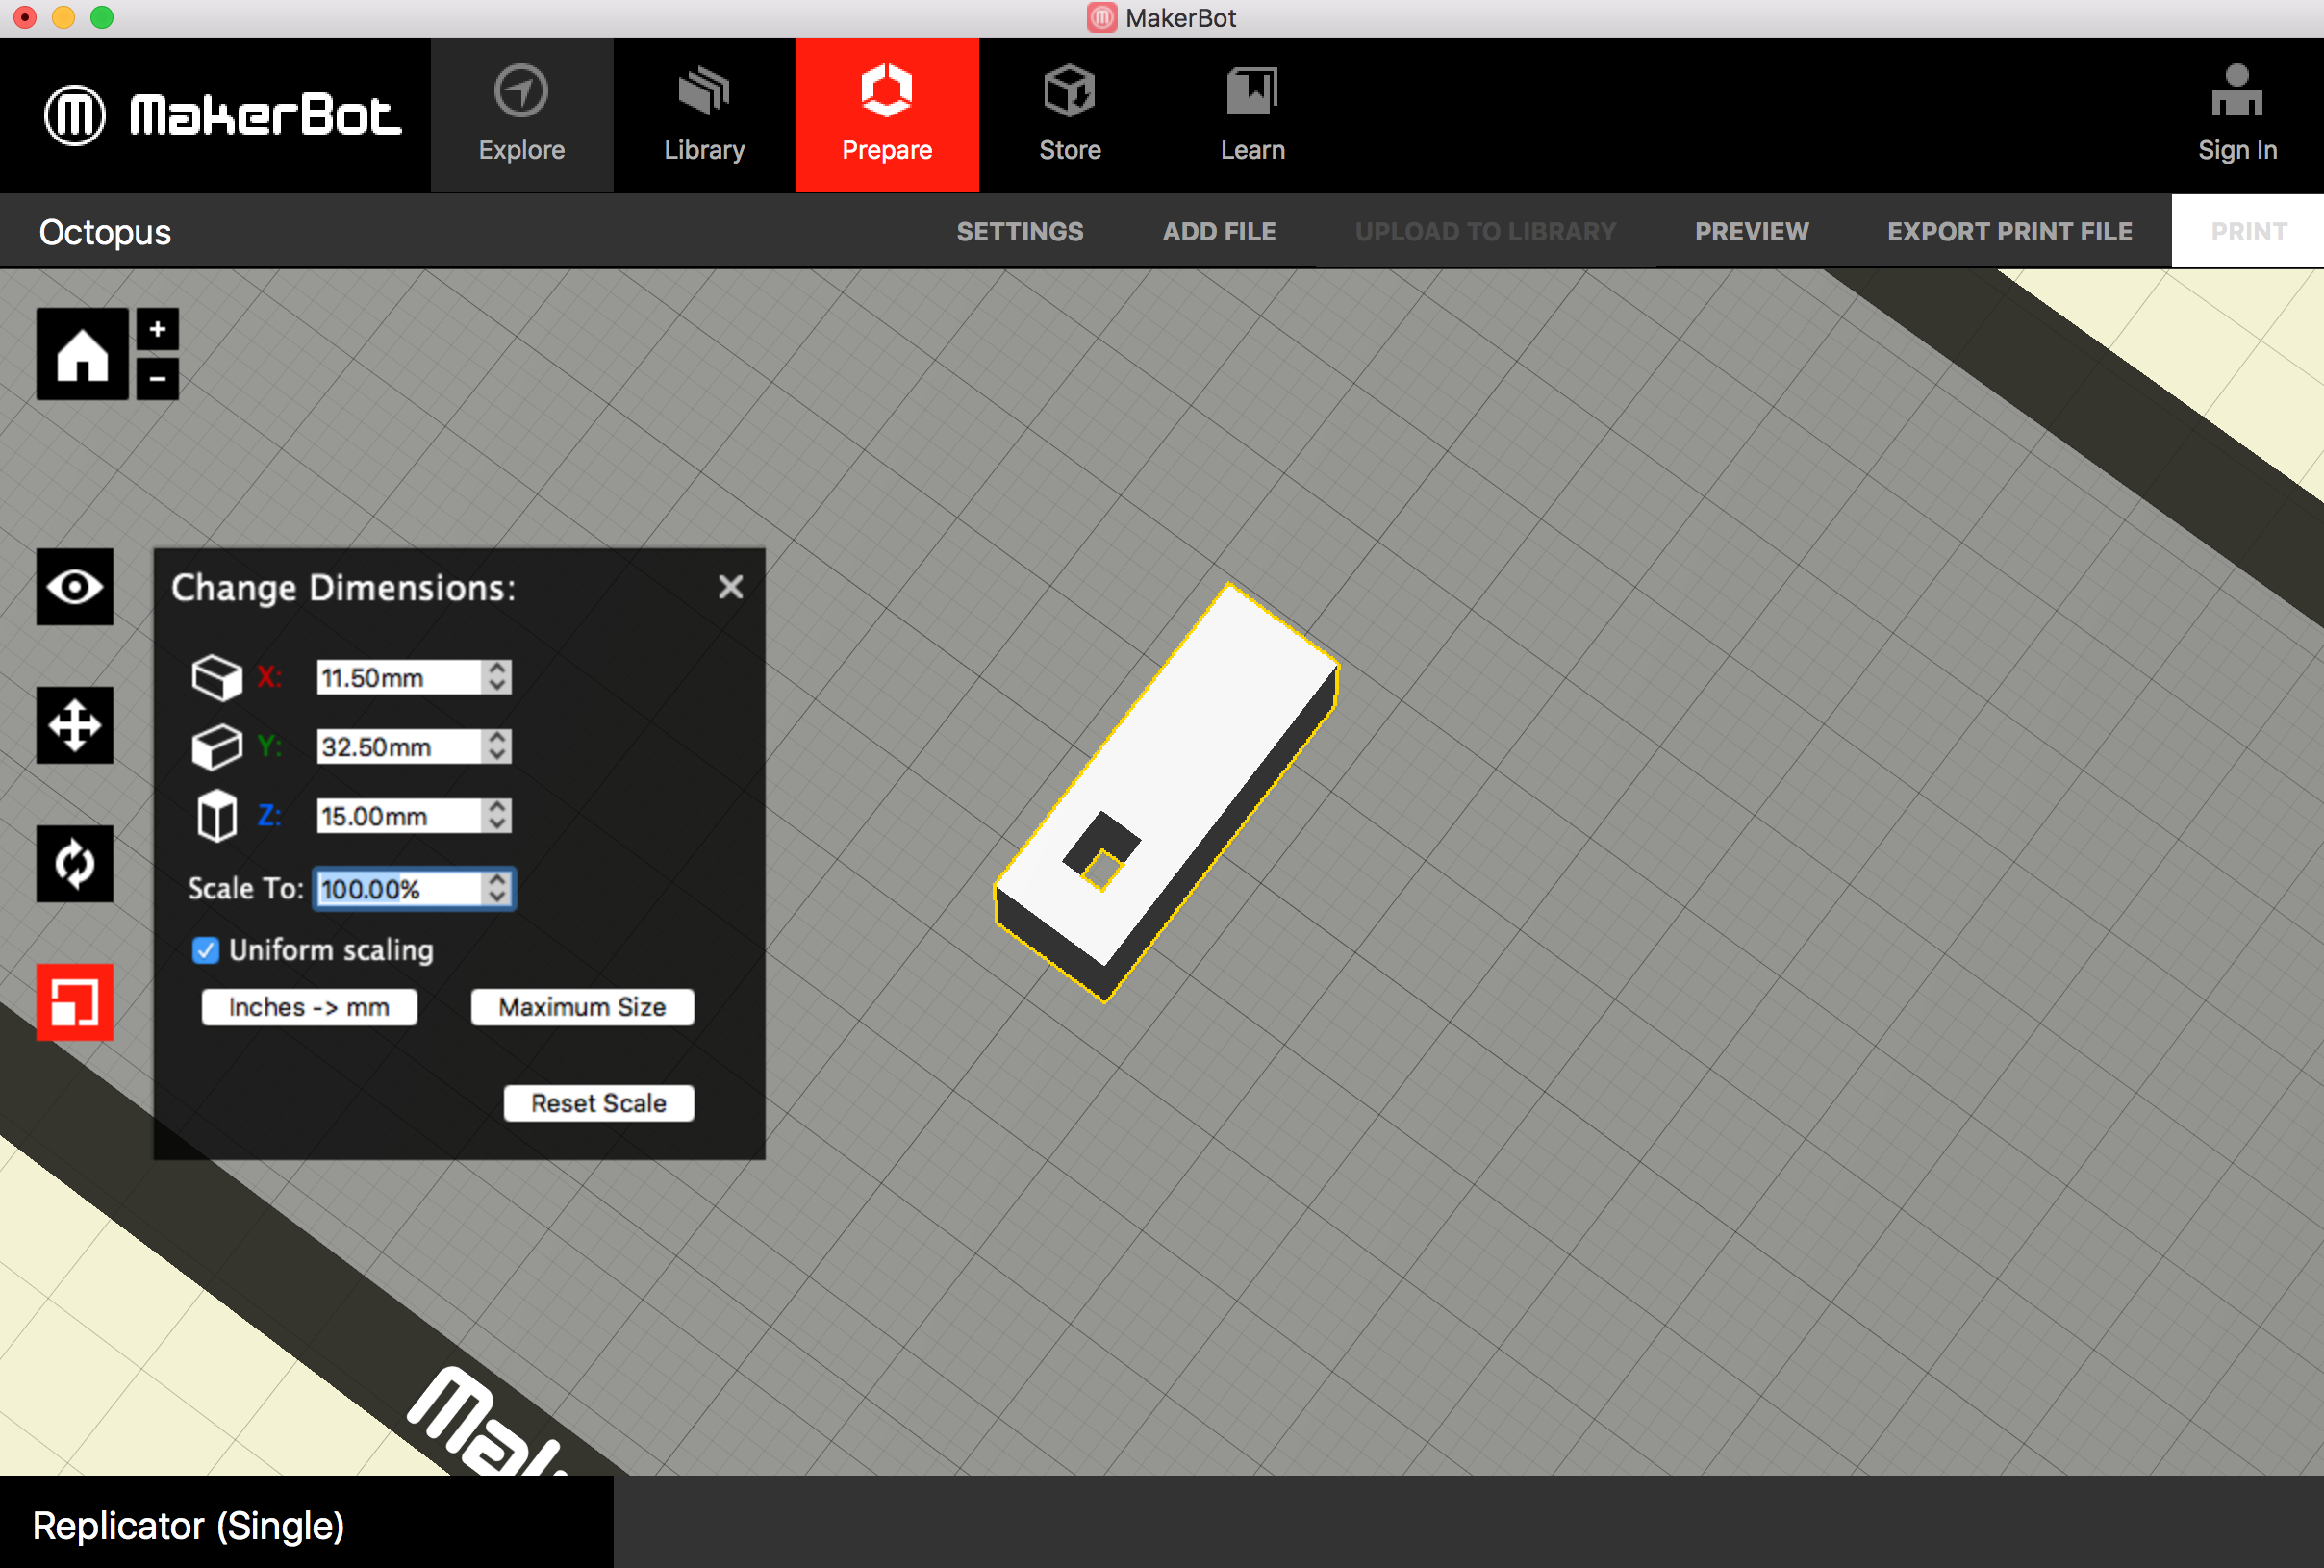 MakerBot
MakerBot
Explore
Library
Prepare
Store
Learn
Sign In
Octopus
SETTINGS
ADD FILE
UPLOAD TO LIBRARY
PREVIEW
EXPORT PRINT FILE
PRINT
+
−
Change Dimensions:
X: 11.50mm
Y: 32.50mm
Z: 15.00mm
Scale To: 100.00%
Uniform scaling
Inches -> mm
Maximum Size
Reset Scale
Replicator (Single)